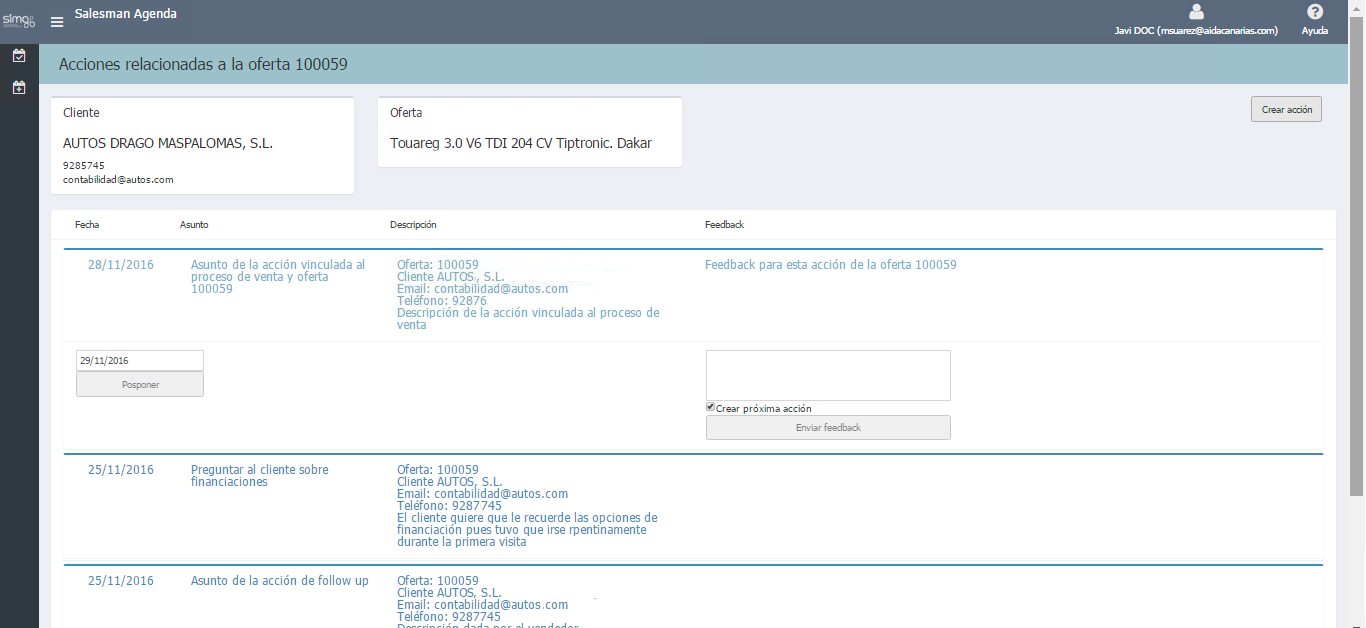 simgo
Salesman Agenda
Javi DOC (msuarez@aidacanarias.com)
Ayuda
Acciones relacionadas a la oferta 100059
Cliente
AUTOS DRAGO MASPALOMAS, S.L.
9285745
contabilidad@autos.com
Oferta
Touareg 3.0 V6 TDI 204 CV Tiptronic. Dakar
Crear acción
Fecha
Asunto
Descripción
Feedback
28/11/2016
Asunto de la acción vinculada al
proceso de venta y oferta
100059
Oferta: 100059
Cliente AUTOS, S.L.
Email: contabilidad@autos.com
Teléfono: 92876
Descripción de la acción vinculada al proceso de
venta
Feedback para esta acción de la oferta 100059
29/11/2016
Posponer
Crear próxima acción
Enviar feedback
25/11/2016
Preguntar al cliente sobre
financiaciones
Oferta: 100059
Cliente AUTOS, S.L.
Email: contabilidad@autos.com
Teléfono: 9287745
El cliente quiere que le recuerde las opciones de
financiación pues tuvo que irse rpentinamente
durante la primera visita
25/11/2016
Asunto de la acción de follow up
Oferta: 100059
Cliente AUTOS, S.L.
Email: contabilidad@autos.com
Teléfono: 9287745
Descripción dada por el vendedor